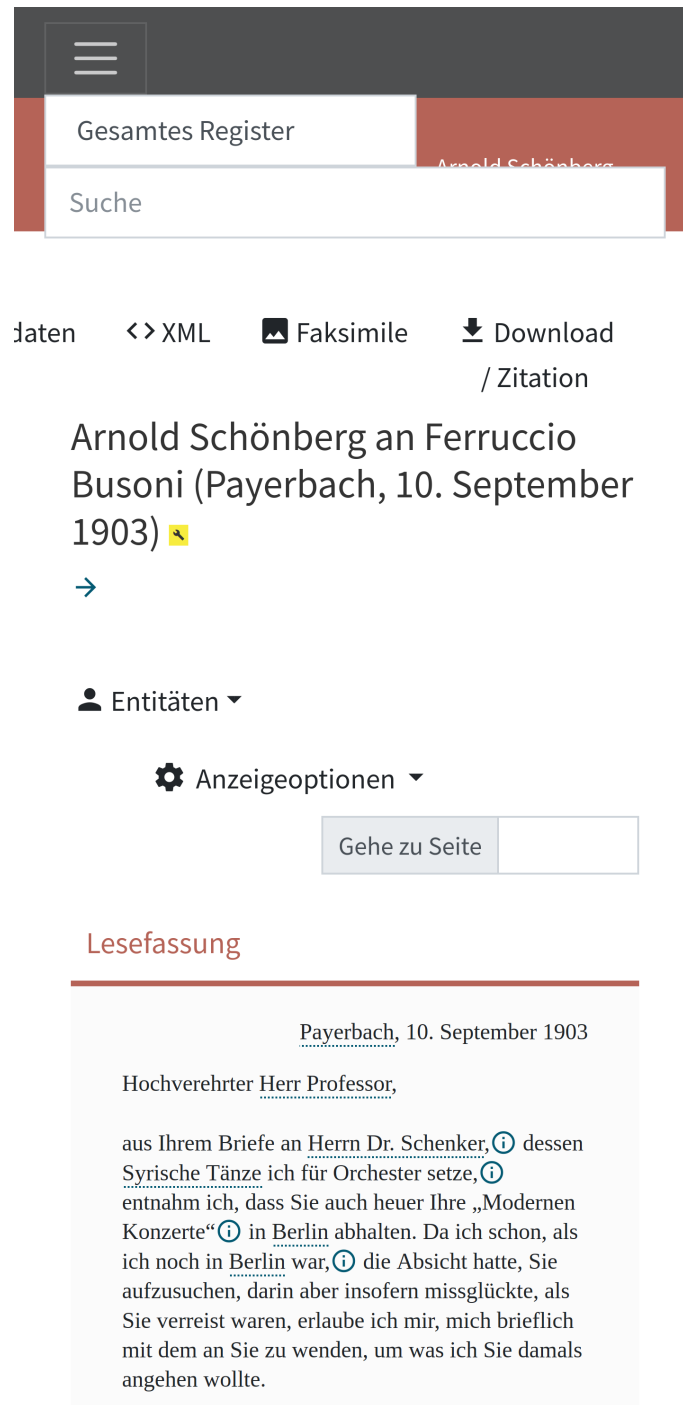 Gesamtes Register
Arnold Schönberg
Suche
daten
XML
Faksimile
Download
/ Zitation
Arnold Schönberg an Ferruccio
Busoni (Payerbach, 10. September
1903)
Entitäten
Anzeigeoptionen
Gehe zu Seite
Lesefassung
Payerbach, 10. September 1903
Hochverehrter Herr Professor,
aus Ihrem Briefe an Herrn Dr. Schenker, dessen
Syrische Tänze ich für Orchester setze,
entnahm ich, dass Sie auch heuer Ihre „Modernen
Konzerte“ in Berlin abhalten. Da ich schon, als
ich noch in Berlin war, die Absicht hatte, Sie
aufzusuchen, darin aber insofern missglückte, als
Sie verreist waren, erlaube ich mir, mich brieflich
mit dem an Sie zu wenden, um was ich Sie damals
angehen wollte.